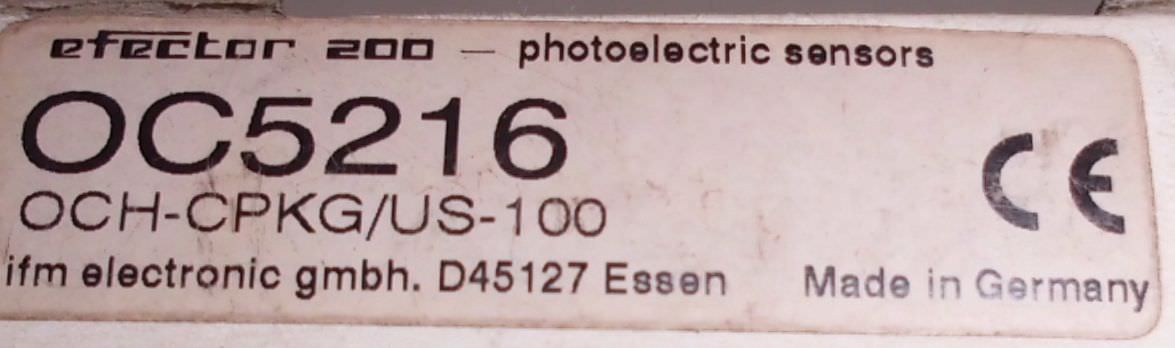 efector 200 — photoelectric sensors
OC5216
OCH-CPKG/US-100
CE
ifm electronic gmbh. D45127 Essen Made in Germany